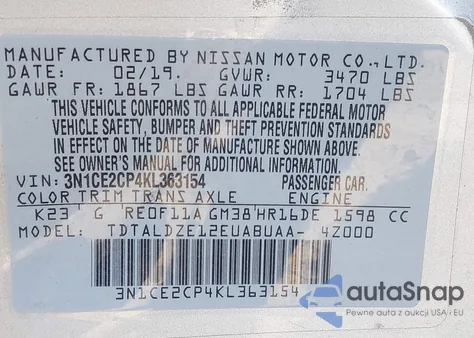 MANUFACTURED BY NISSAN MOTOR CO., LTD.
DATE: 02/19. GVWR: 3470 LBS
GAWR FR: 1867 LBS GAWR RR: 1704 LBS
THIS VEHICLE CONFORMS TO ALL APPLICABLE FEDERAL MOTOR
VEHICLE SAFETY, BUMPER AND THEFT PREVENTION STANDARDS
IN EFFECT ON THE DATE OF MANUFACTURE SHOWN ABOVE.
SEE OWNER'S MANUAL FOR ADDITIONAL INFORMATION.
VIN: 3N1CE2CP4KL363154 PASSENGER CAR.
COLOR TRIM TRANS AXLE ENGINE
K23 G RE0F11A GM38 HR16DE 1598 CC
MODEL: TDTALDZE12EUABUAA- 4Z000
3N1CE2CP4KL363154
autoSnap
Pewne auta z aukcji USA i EU